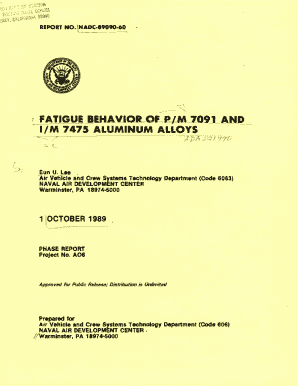 REPORT NO. NADC-89090-60
FATIGUE BEHAVIOR OF P/M 7091 AND
I/M 7475 ALUMINUM ALLOYS
Eun U. Lee
Air Vehicle and Crew Systems Technology Department (Code 6063)
NAVAL AIR DEVELOPMENT CENTER
Warminster, PA 18974-5000
1 OCTOBER 1989
PHASE REPORT
Project No. AO6
Approved for Public Release; Distribution is Unlimited
Prepared for
Air Vehicle and Crew Systems Technology Department (Code 606)
NAVAL AIR DEVELOPMENT CENTER
Warminster, PA 18974-5000